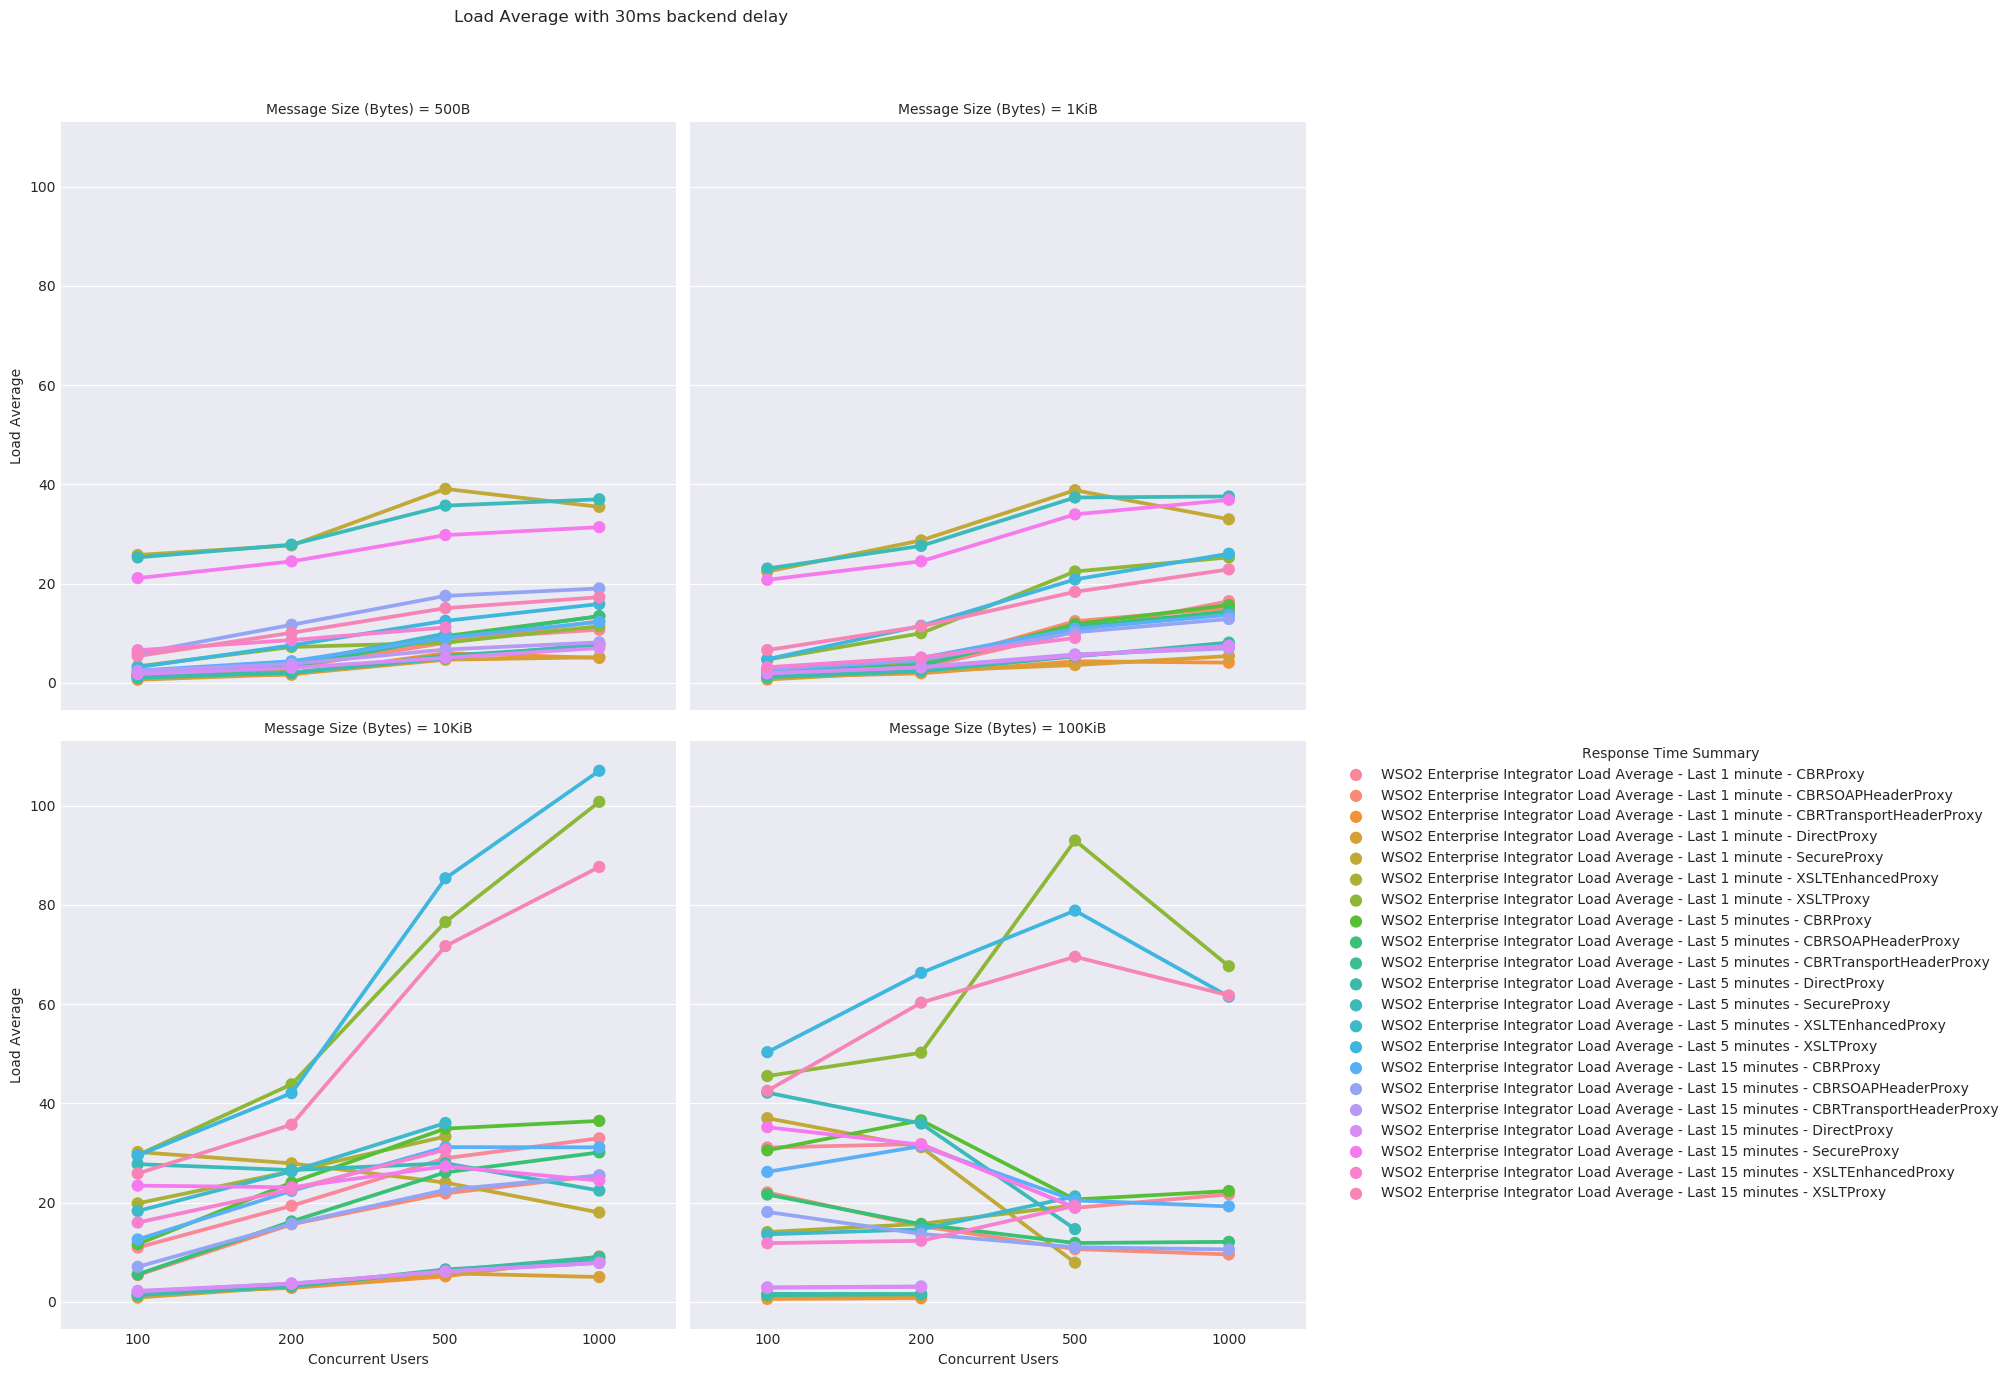 Load Average with 30ms backend delay
Message Size (Bytes) = 500B
Message Size (Bytes) = 1KiB
100
80
60
40
20
0
Load Average
Message Size (Bytes) = 10KiB
Message Size (Bytes) = 100KiB
100
80
60
40
20
0
Load Average
100
200
500
1000
Concurrent Users
100
200
500
1000
Concurrent Users
Response Time Summary
WSO2 Enterprise Integrator Load Average - Last 1 minute - CBRProxy
WSO2 Enterprise Integrator Load Average - Last 1 minute - CBRSOAPHeaderProxy
WSO2 Enterprise Integrator Load Average - Last 1 minute - CBRTransportHeaderProxy
WSO2 Enterprise Integrator Load Average - Last 1 minute - DirectProxy
WSO2 Enterprise Integrator Load Average - Last 1 minute - SecureProxy
WSO2 Enterprise Integrator Load Average - Last 1 minute - XSLTEnhancedProxy
WSO2 Enterprise Integrator Load Average - Last 1 minute - XSLTProxy
WSO2 Enterprise Integrator Load Average - Last 5 minutes - CBRProxy
WSO2 Enterprise Integrator Load Average - Last 5 minutes - CBRSOAPHeaderProxy
WSO2 Enterprise Integrator Load Average - Last 5 minutes - CBRTransportHeaderProxy
WSO2 Enterprise Integrator Load Average - Last 5 minutes - DirectProxy
WSO2 Enterprise Integrator Load Average - Last 5 minutes - SecureProxy
WSO2 Enterprise Integrator Load Average - Last 5 minutes - XSLTEnhancedProxy
WSO2 Enterprise Integrator Load Average - Last 5 minutes - XSLTProxy
WSO2 Enterprise Integrator Load Average - Last 15 minutes - CBRProxy
WSO2 Enterprise Integrator Load Average - Last 15 minutes - CBRSOAPHeaderProxy
WSO2 Enterprise Integrator Load Average - Last 15 minutes - CBRTransportHeaderProxy
WSO2 Enterprise Integrator Load Average - Last 15 minutes - DirectProxy
WSO2 Enterprise Integrator Load Average - Last 15 minutes - SecureProxy
WSO2 Enterprise Integrator Load Average - Last 15 minutes - XSLTEnhancedProxy
WSO2 Enterprise Integrator Load Average - Last 15 minutes - XSLTProxy